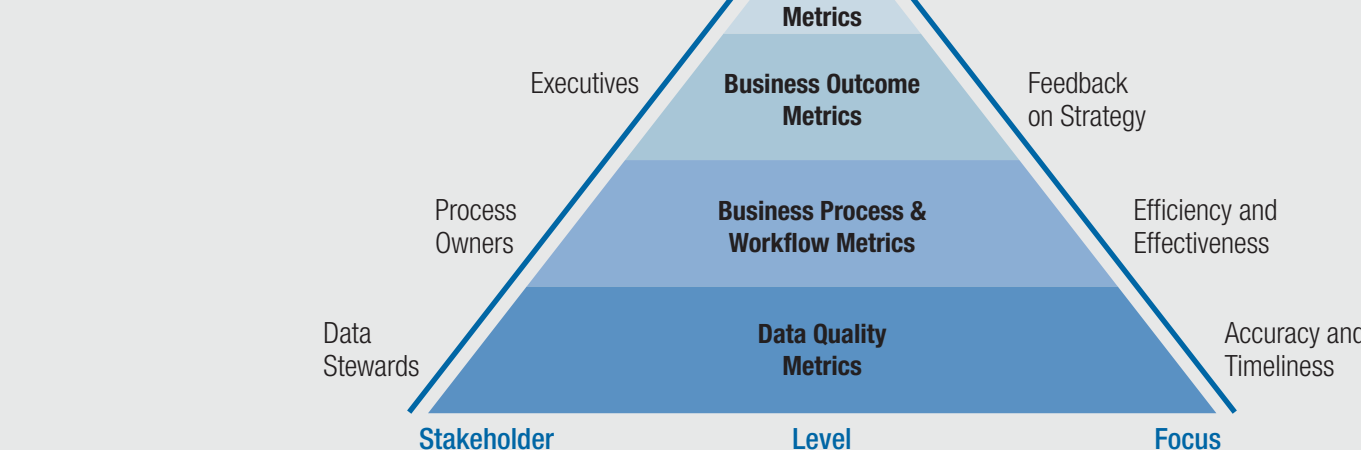 Metrics
Executives
Business Outcome
Metrics
Feedback
on Strategy
Process
Owners
Business Process &
Workflow Metrics
Efficiency and
Effectiveness
Data
Stewards
Data Quality
Metrics
Accuracy and
Timeliness
Stakeholder
Level
Focus